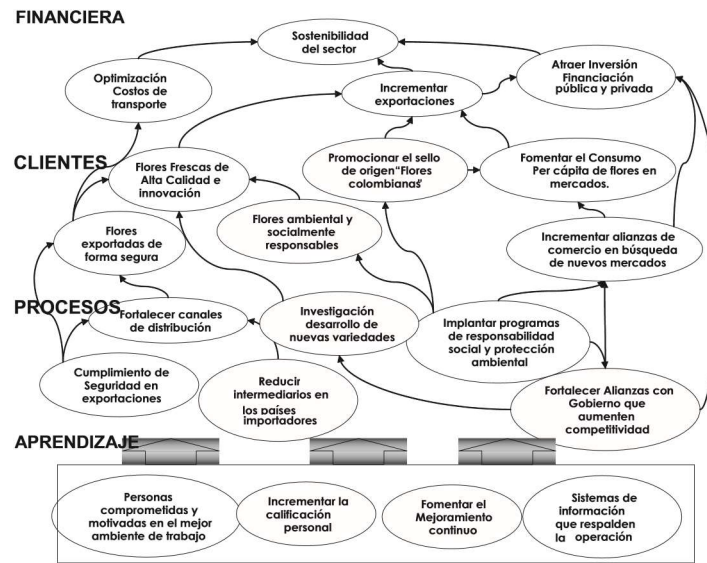 FINANCIERA
Sostenibilidad
del sector
Optimización
Costos de
transporte
Incrementar
exportaciones
Atraer Inversión
Financiación
pública y privada
CLIENTES
Flores Frescas de
Alta Calidad e
innovación
Promocionar el sello
de origen "Flores
colombianas"
Fomentar el Consumo
Per cápita de flores en
mercados.
Flores
exportadas de
forma segura
Flores ambiental y
socialmente
responsables
Incrementar alianzas de
comercio en búsqueda
de nuevos mercados
PROCESOS
Fortalecer canales
de distribución
Investigación
desarrollo de
nuevas variedades
Implantar programas
de responsabilidad
social y protección
ambiental
Cumplimiento de
Seguridad en
exportaciones
Reducir
intermediarios en
los países
importadores
Fortalecer Alianzas con
Gobierno que
aumenten
competitividad
APRENDIZAJE
Personas
comprometidas y
motivadas en el mejor
ambiente de trabajo
Incrementar la
calificación
personal
Fomentar el
Mejoramiento
continuo
Sistemas de
información
que respalden
la operación